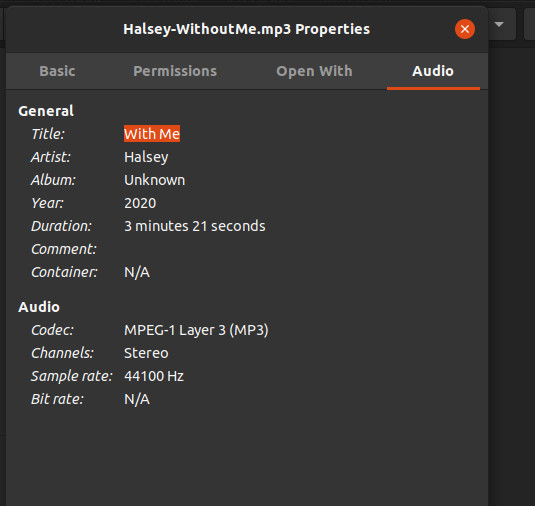 Halsey-WithoutMe.mp3 Properties
Basic Permissions Open With Audio
General
Title: With Me
Artist: Halsey
Album: Unknown
Year: 2020
Duration: 3 minutes 21 seconds
Comment:
Container: N/A
Audio
Codec: MPEG-1 Layer 3 (MP3)
Channels: Stereo
Sample rate: 44100 Hz
Bit rate: N/A